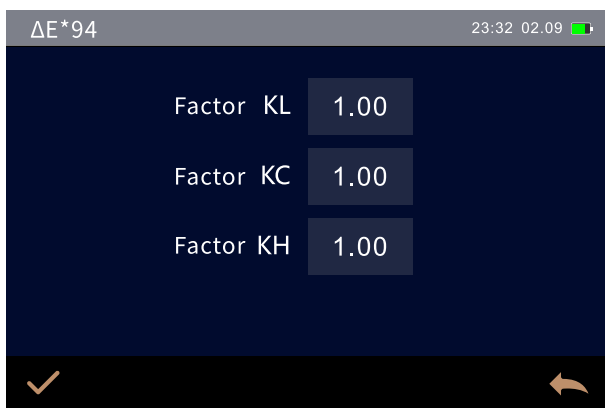 ΔE*94 23:32 02.09
Factor KL 1.00
Factor KC 1.00
Factor KH 1.00